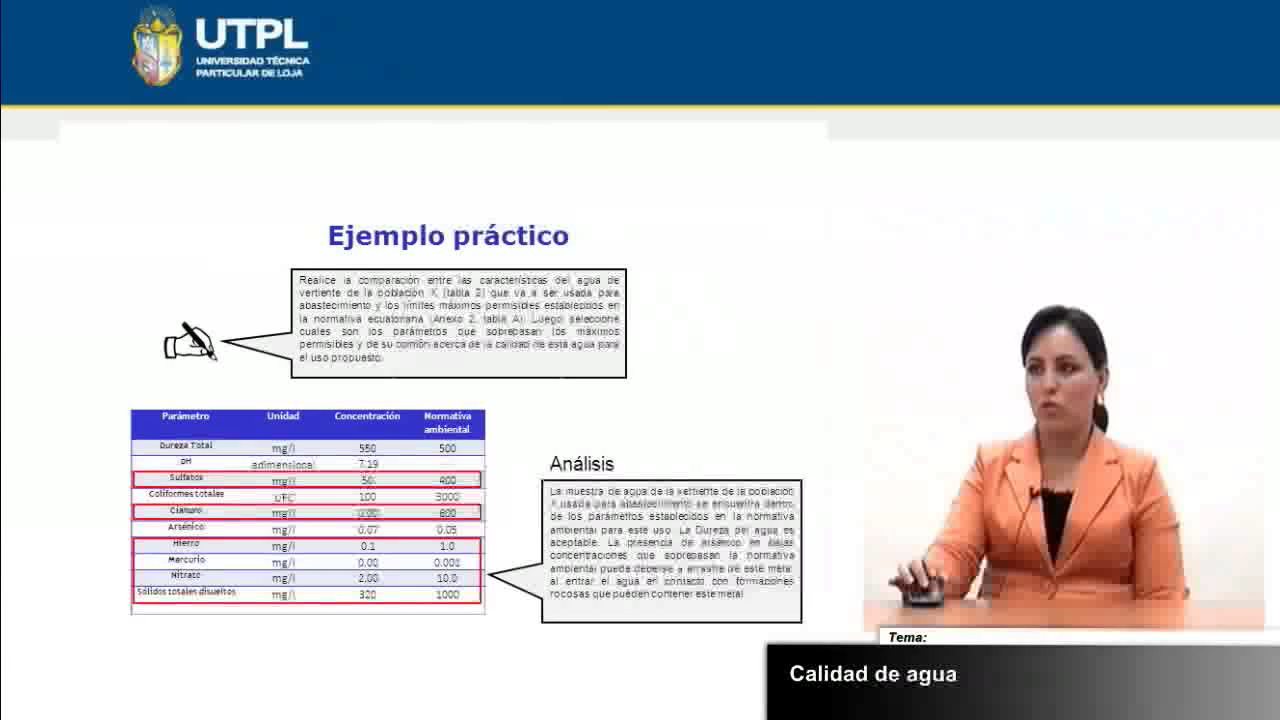 UTPL
UNIVERSIDAD TÉCNICA
PARTICULAR DE LOJA
Ejemplo práctico
Realice la comparación entre las características del agua de
vertiente de la población X (tabla 2) que va a ser usada para
abastecimiento y los límites máximos permisibles establecidos en
la normativa ecuatoriana (Anexo 2, tabla A). Luego seleccione
cuales son los parámetros que sobrepasan los máximos
permisibles y de su opinión acerca de la calidad de esta agua para
el uso propuesto.
Parámetro Unidad Concentración Normativa
ambiental
Dureza Total mg/l 550 500
pH adimensional 7.19
Sulfatos mg/l 50 400
Coliformes totales UFC 100 3000
Cianuro mg/l 0.00 600
Arsénico mg/l 0.07 0.05
Hierro mg/l 0.1 1.0
Mercurio mg/l 0.00 0.001
Nitrato mg/l 2.00 10.0
Sólidos totales disueltos mg/l 320 1000
Análisis
La muestra de agua de la vertiente de la población
X usada para abastecimiento se encuentra dentro
de los parámetros establecidos en la normativa
ambiental para este uso. La Dureza del agua es
aceptable. La presencia de arsénico en bajas
concentraciones que sobrepasan la normativa
ambiental puede deberse a arrastre de este metal
al entrar el agua en contacto con formaciones
rocosas que pueden contener este metal
Tema:
Calidad de agua